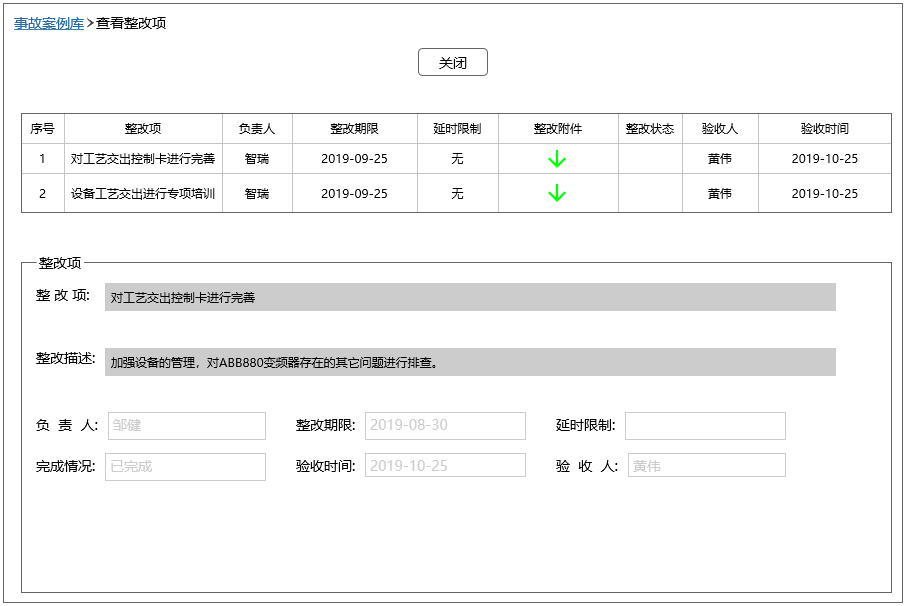 事故案例库>查看整改项
关闭
序号 整改项 负责人 整改期限 延时限制 整改附件 整改状态 验收人 验收时间
1 对工艺交出控制卡进行完善 智瑞 2019-09-25 无 黄伟 2019-10-25
2 设备工艺交出进行专项培训 智瑞 2019-09-25 无 黄伟 2019-10-25
整改项
整 改 项: 对工艺交出控制卡进行完善
整改描述: 加强设备的管理，对ABB880变频器存在的其它问题进行排查。
负 责 人: 邹健 整改期限: 2019-08-30 延时限制:
完成情况: 已完成 验收时间: 2019-10-25 验 收 人: 黄伟